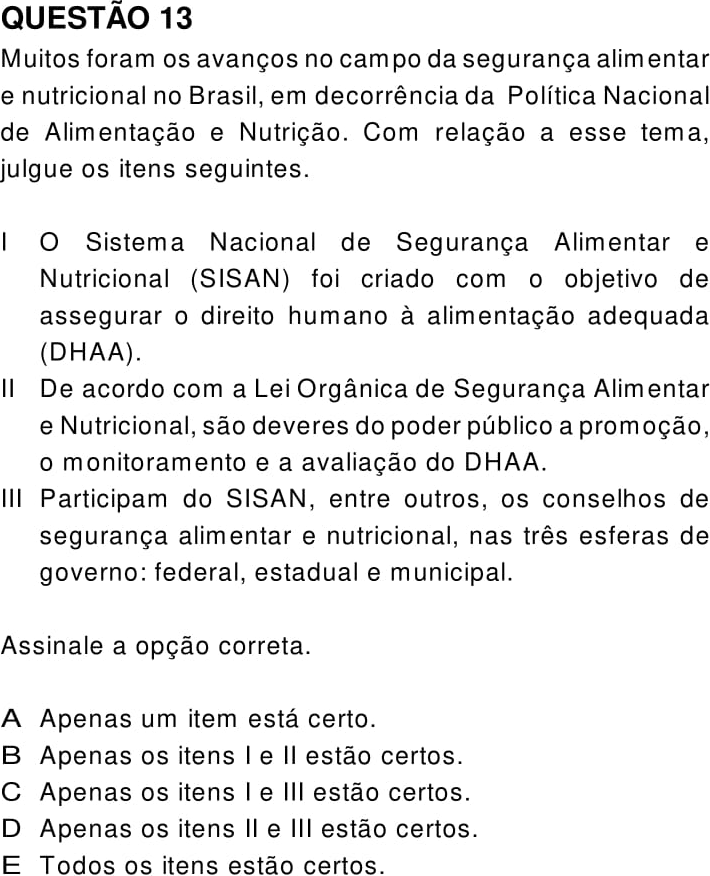 QUESTÃO 13
Muitos foram os avanços no campo da segurança alimentar
e nutricional no Brasil, em decorrência da Política Nacional
de Alimentação e Nutrição. Com relação a esse tema,
julgue os itens seguintes.
I O Sistema Nacional de Segurança Alimentar e
Nutricional (SISAN) foi criado com o objetivo de
assegurar o direito humano à alimentação adequada
(DHAA).
II De acordo com a Lei Orgânica de Segurança Alimentar
e Nutricional, são deveres do poder público a promoção,
o monitoramento e a avaliação do DHAA.
III Participam do SISAN, entre outros, os conselhos de
segurança alimentar e nutricional, nas três esferas de
governo: federal, estadual e municipal.
Assinale a opção correta.
A Apenas um item está certo.
B Apenas os itens I e II estão certos.
C Apenas os itens I e III estão certos.
D Apenas os itens II e III estão certos.
E Todos os itens estão certos.